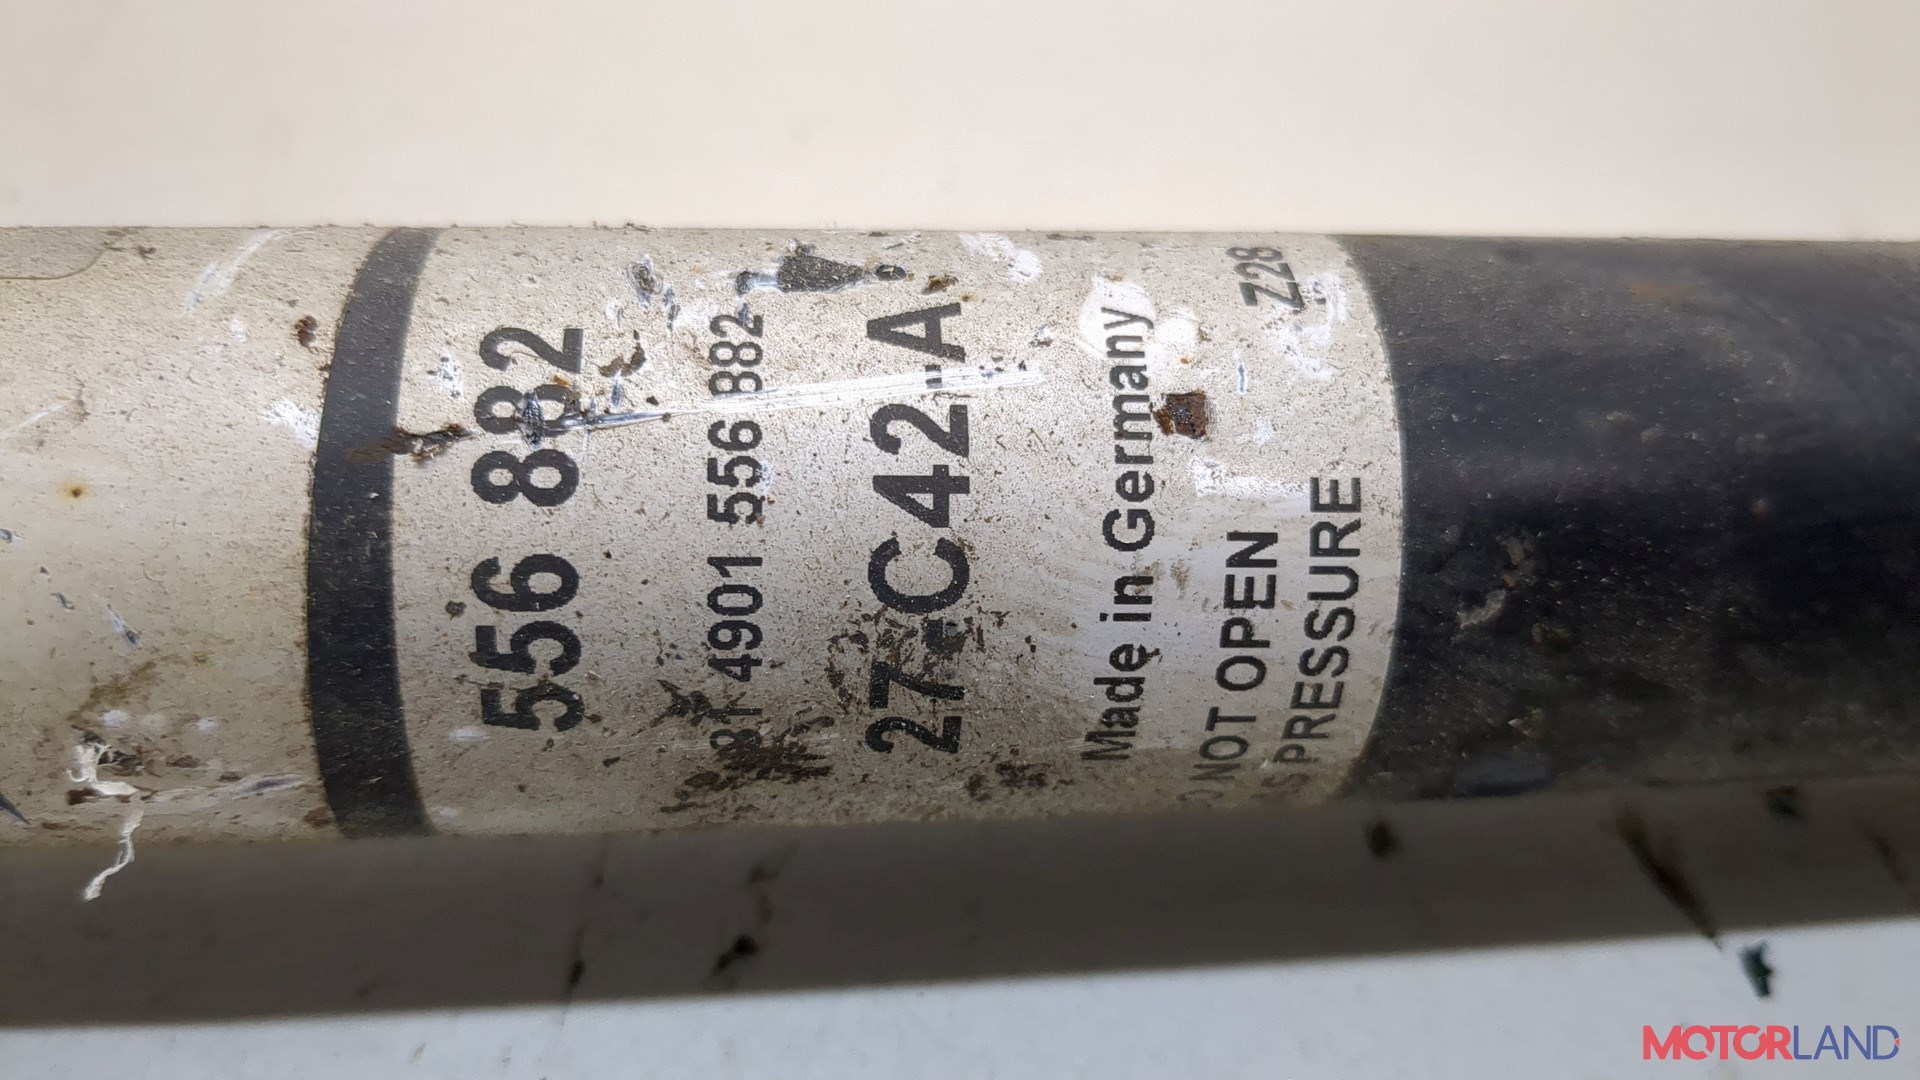 556 882
4901 556 882
27-C42-A
Made in Germany
Z28
NOT OPEN
PRESSURE
MOTORLAND